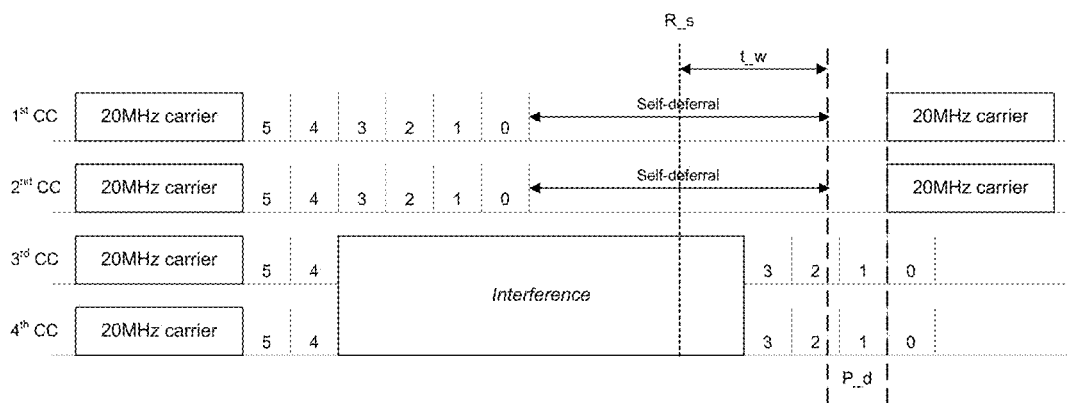 R_s
t_w
1st CC 20MHz carrier 5 4 3 2 1 0 Self-deferral 20MHz carrier
2nd CC 20MHz carrier 5 4 3 2 1 0 Self-deferral 20MHz carrier
3rd CC 20MHz carrier 5 4 3 2 1 0
Interference
4th CC 20MHz carrier 5 4 3 2 1 0
P_d